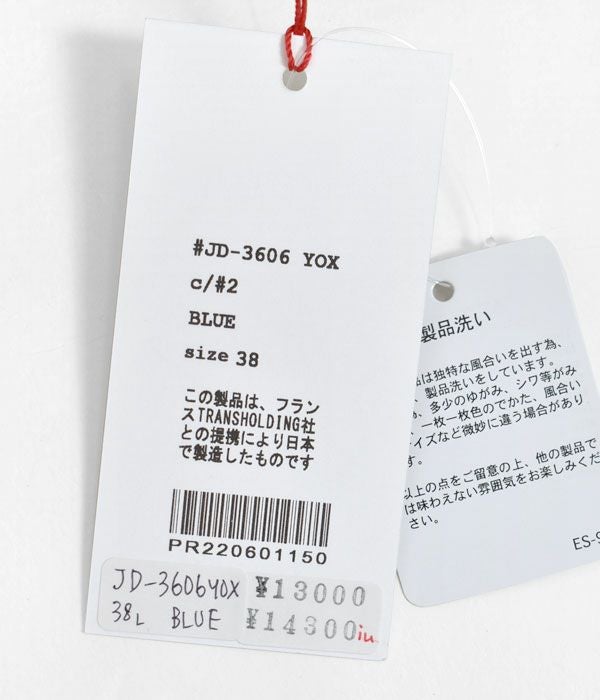 #JD-3606 YOX
c/#2
BLUE
size 38
この製品は、フラン
スTRANSHOLDING社
との提携により日本
で製造したものです
PR220601150
JD-3606YOX
38L BLUE
¥13000
¥14300iu
製品洗い
は独特な風合いを出す為、
製品洗いをしています。
、多少のゆがみ、シワ等がみ
一枚一枚色のでかた、風合い
イズなど微妙に違う場合があり
す。
以上の点をご留意の上、他の製品で
は味わえない雰囲気をお楽しみくだ
さい。
ES-9